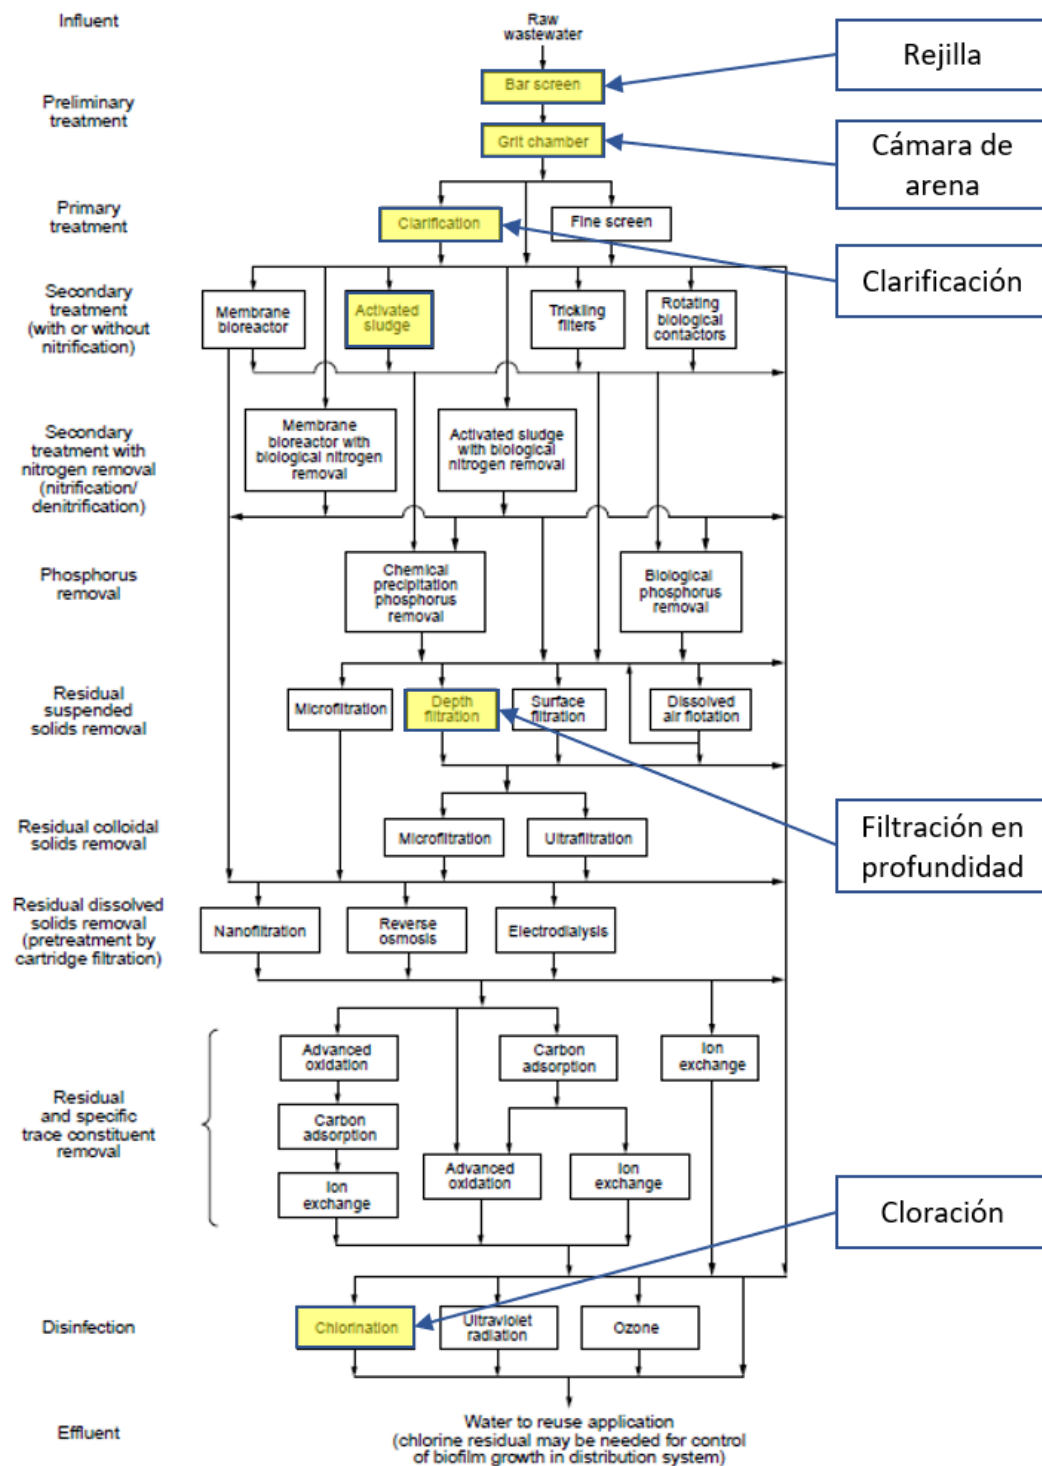 Influent
Raw
wastewater
Rejilla
Preliminary
treatment
Bar screen
Grit chamber
Cámara de
arena
Primary
treatment
Clarification
Fine screen
Clarificación
Secondary
treatment
(with or without
nitrification)
Membrane
bioreactor
Activated
sludge
Trickling
filters
Rotating
biological
contactors
Secondary
treatment with
nitrogen removal
(nitrification/
denitrification)
Membrane
bioreactor with
biological nitrogen
removal
Activated sludge
with biological
nitrogen removal
Phosphorus
removal
Chemical
precipitation
phosphorus
removal
Biological
phosphorus
removal
Residual
suspended
solids removal
Microfiltration
Depth
filtration
Surface
filtration
Dissolved
air flotation
Filtración en
profundidad
Residual colloidal
solids removal
Microfiltration
Ultrafiltration
Residual dissolved
solids removal
(pretreatment by
cartridge filtration)
Nanofiltration
Reverse
osmosis
Electrodialysis
Residual
and specific
trace constituent
removal
Advanced
oxidation
Carbon
adsorption
Ion
exchange
Carbon
adsorption
Advanced
oxidation
Ion
exchange
Ion
exchange
Cloración
Disinfection
Chlorination
Ultraviolet
radiation
Ozone
Effluent
Water to reuse application
(chlorine residual may be needed for control
of biofilm growth in distribution system)